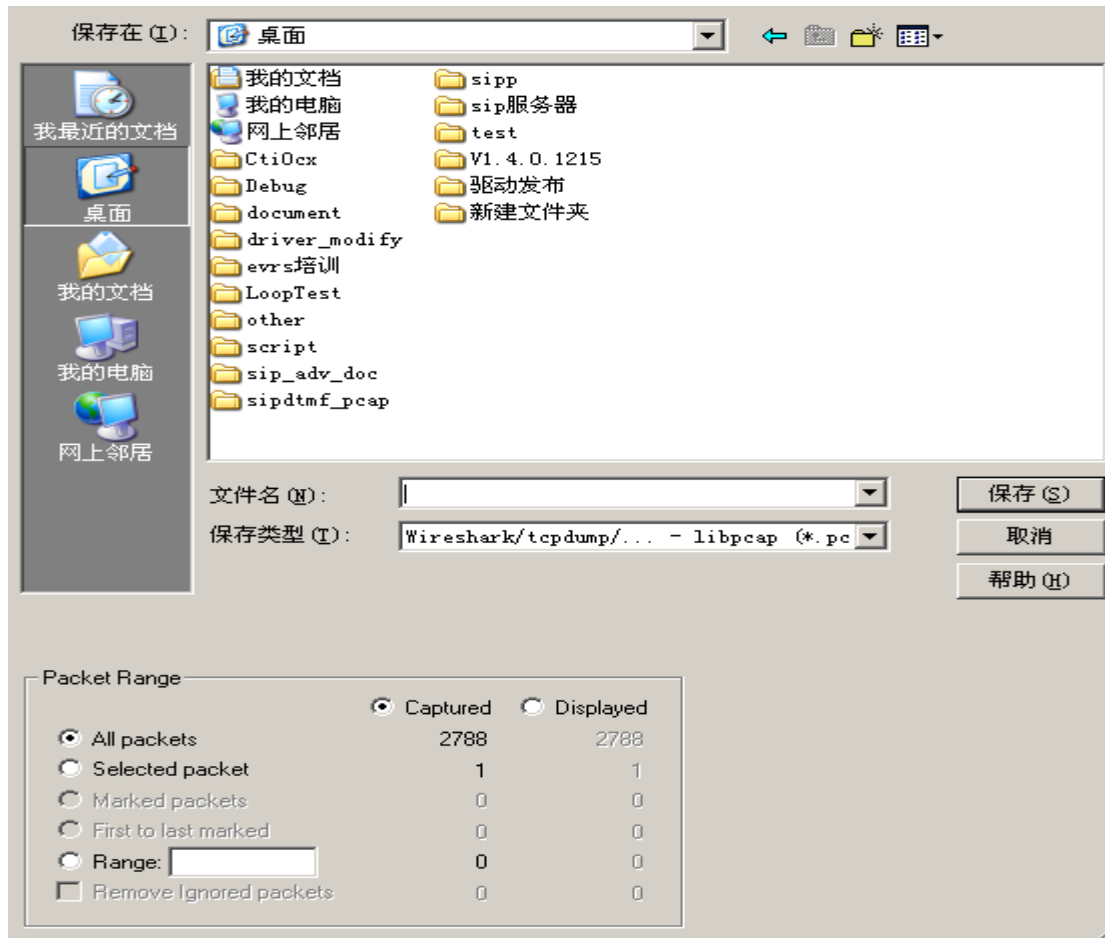 保存在(I): 桌面
我最近的文档
桌面
我的文档
我的电脑
网上邻居
我的文档
我的电脑
网上邻居
CtiOcx
Debug
document
driver_modify
evrs培训
LoopTest
other
script
sip_adv_doc
sipdtmf_pcap
sipp
sip服务器
test
V1.4.0.1215
驱动发布
新建文件夹
文件名(N): 保存(S)
保存类型(T): Wireshark/tcpdump/... - libpcap (*.pc 取消
帮助(H)
Packet Range
Captured Displayed
All packets 2788 2788
Selected packet 1 1
Marked packets 0 0
First to last marked 0 0
Range: 0 0
Remove Ignored packets 0 0